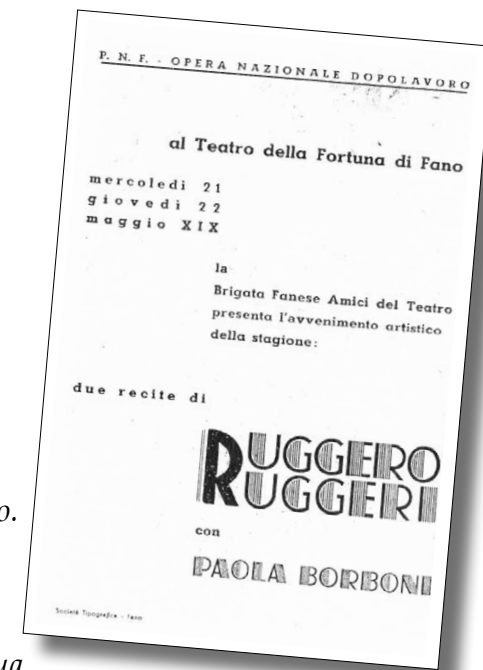 P. N. F. - OPERA NAZIONALE DOPOLAVORO
al Teatro della Fortuna di Fano
mercoledì 21
giovedì 22
maggio XIX
la
Brigata Fanese Amici del Teatro
presenta l'avvenimento artistico
della stagione:
due recite di
RUGGERO
RUGGERI
con
PAOLA BORBONI
Società Tipografica - Fano
o.